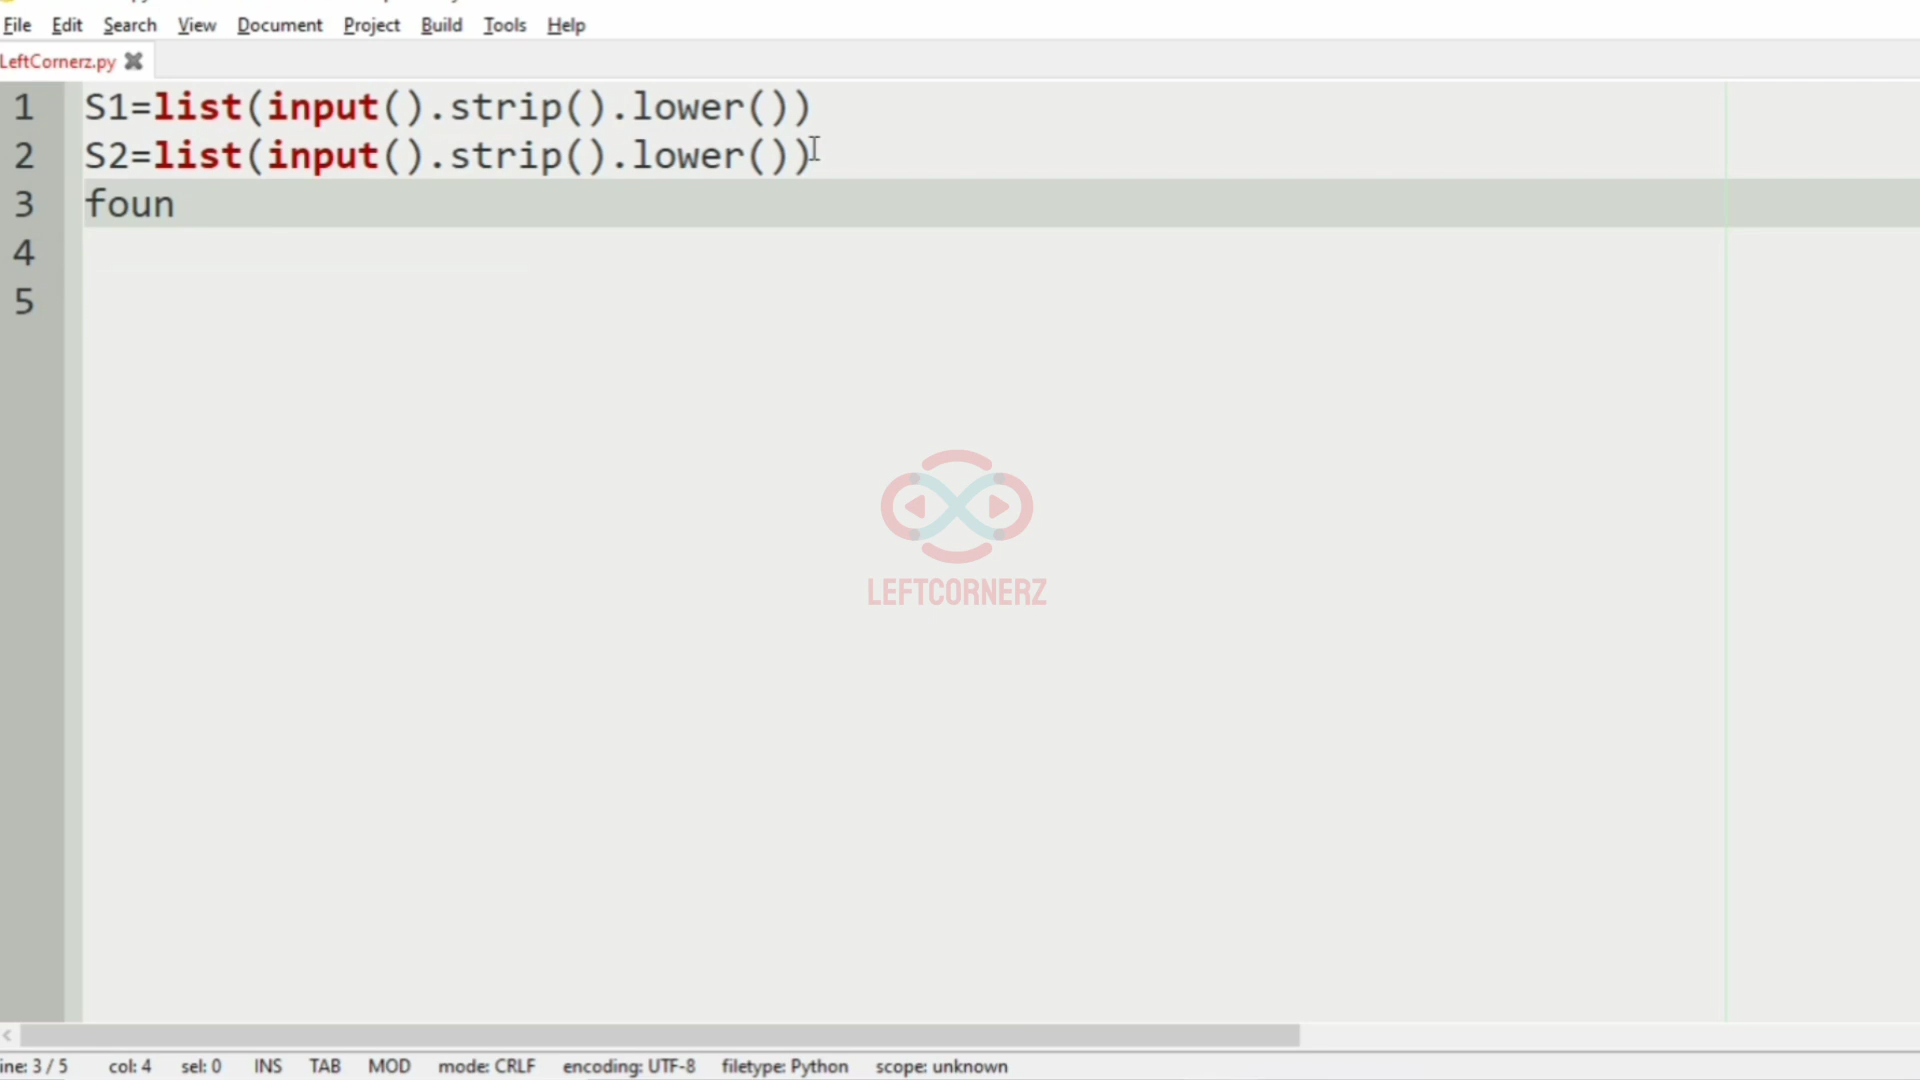 File Edit Search View Document Project Build Tools Help
LeftCornerz.py
1 S1=list(input().strip().lower())
2 S2=list(input().strip().lower())
3 foun
4
5
LEFTCORNERZ
ine: 3 / 5 col: 4 sel: 0 INS TAB MOD mode: CRLF encoding: UTF-8 filetype: Python scope: unknown